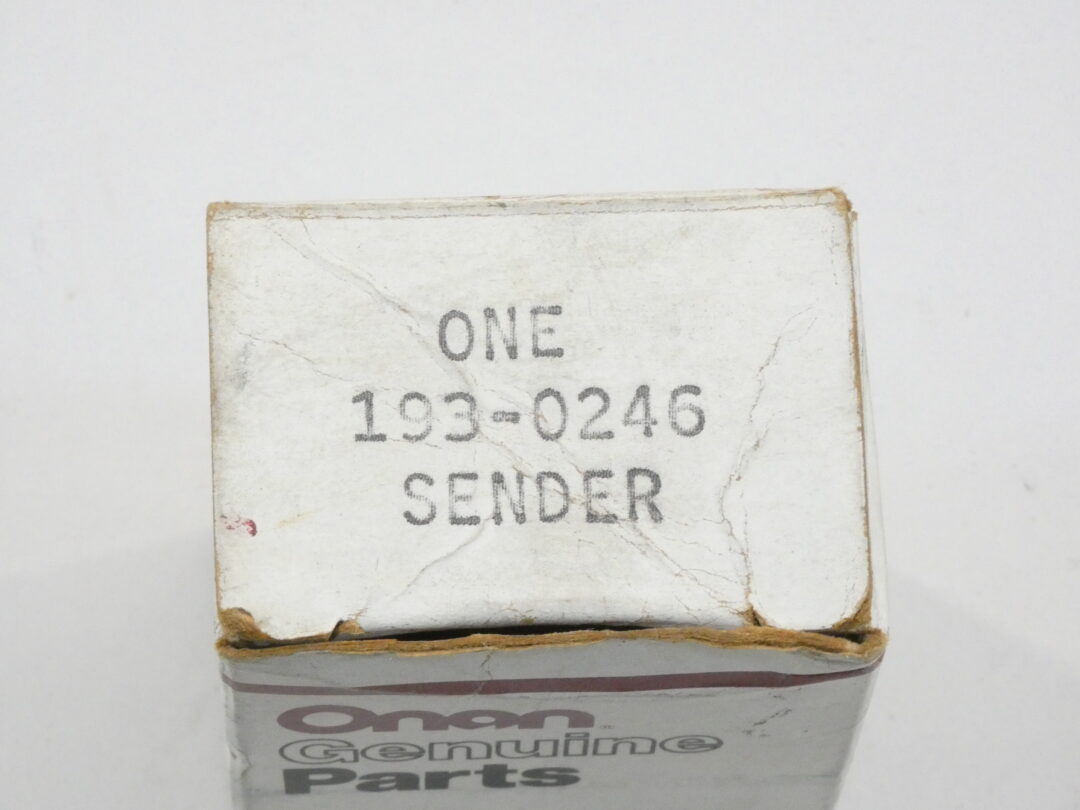 ONE
193-0246
SENDER
Onan
Genuine
Parts